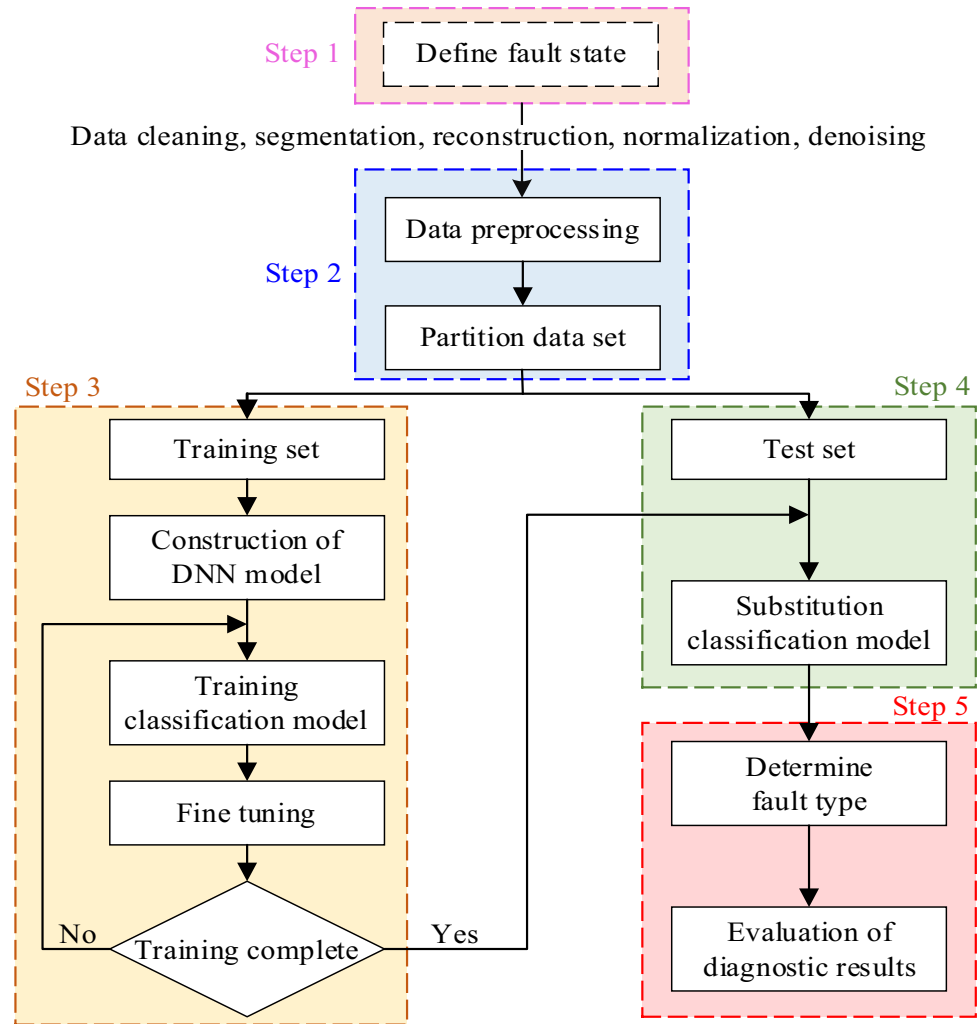 Step 1
Define fault state
Data cleaning, segmentation, reconstruction, normalization, denoising
Step 2
Data preprocessing
Partition data set
Step 3
Training set
Construction of
DNN model
Training
classification model
Fine tuning
Training complete
No
Yes
Step 4
Test set
Substitution
classification model
Step 5
Determine
fault type
Evaluation of
diagnostic results